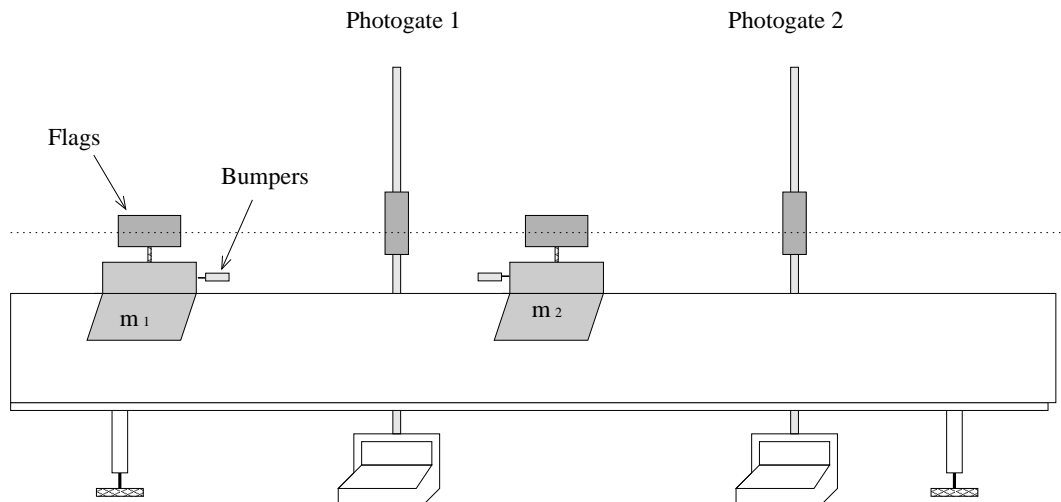 Photogate 1
Photogate 2
Flags
Bumpers
m 1
m 2